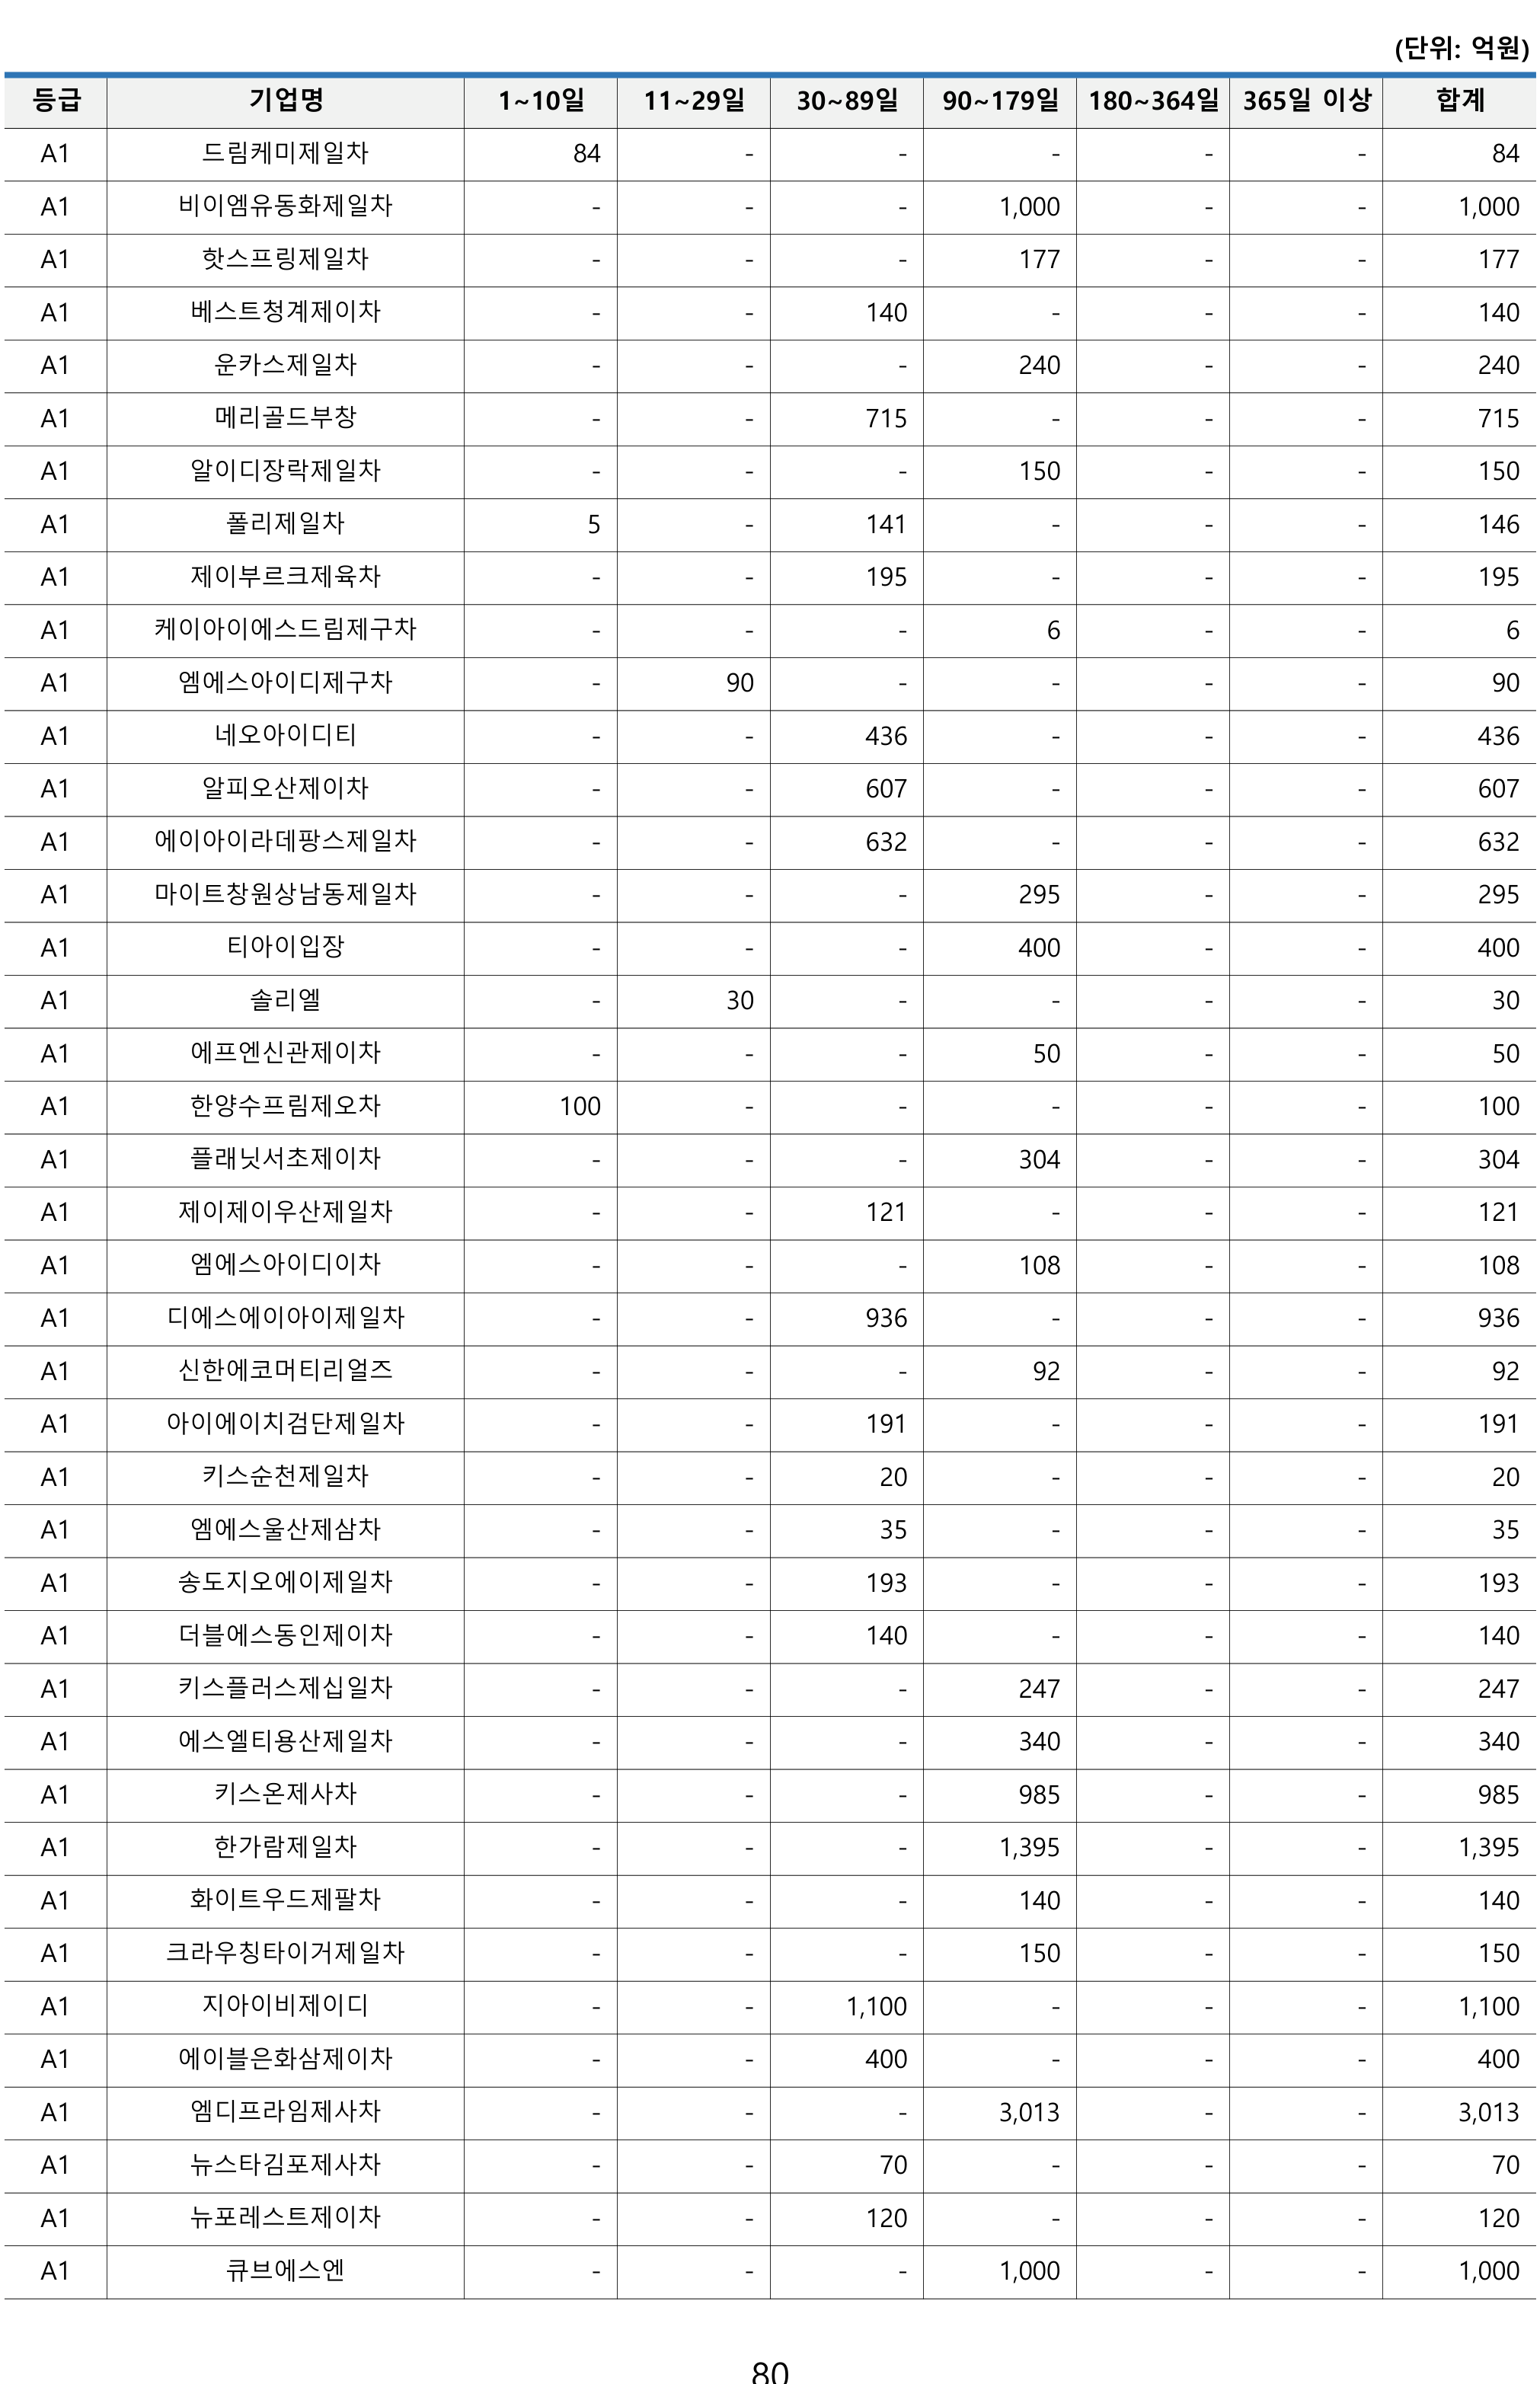 (단위: 억원)
등급 기업명 1~10일 11~29일 30~89일 90~179일 180~364일 365일 이상 합계
A1 드림케미제일차 84 - - - - - 84
A1 비이엠유동화제일차 - - - 1,000 - - 1,000
A1 핫스프링제일차 - - - 177 - - 177
A1 베스트청계제이차 - - 140 - - - 140
A1 운카스제일차 - - - 240 - - 240
A1 메리골드부창 - - 715 - - - 715
A1 알이디장락제일차 - - - 150 - - 150
A1 폴리제일차 5 - 141 - - - 146
A1 제이부르크제육차 - - 195 - - - 195
A1 케이아이에스드림제구차 - - - 6 - - 6
A1 엠에스아이디제구차 - 90 - - - - 90
A1 네오아이디티 - - 436 - - - 436
A1 알피오산제이차 - - 607 - - - 607
A1 에이아이라데팡스제일차 - - 632 - - - 632
A1 마이트창원상남동제일차 - - - 295 - - 295
A1 티아이입장 - - - 400 - - 400
A1 솔리엘 - 30 - - - - 30
A1 에프엔신관제이차 - - - 50 - - 50
A1 한양수프림제오차 100 - - - - - 100
A1 플래닛서초제이차 - - - 304 - - 304
A1 제이제이우산제일차 - - 121 - - - 121
A1 엠에스아이디이차 - - - 108 - - 108
A1 디에스에이아이제일차 - - 936 - - - 936
A1 신한에코머티리얼즈 - - - 92 - - 92
A1 아이에이치검단제일차 - - 191 - - - 191
A1 키스순천제일차 - - 20 - - - 20
A1 엠에스울산제삼차 - - 35 - - - 35
A1 송도지오에이제일차 - - 193 - - - 193
A1 더블에스동인제이차 - - 140 - - - 140
A1 키스플러스제십일차 - - - 247 - - 247
A1 에스엘티용산제일차 - - - 340 - - 340
A1 키스온제사차 - - - 985 - - 985
A1 한가람제일차 - - - 1,395 - - 1,395
A1 화이트우드제팔차 - - - 140 - - 140
A1 크라우칭타이거제일차 - - - 150 - - 150
A1 지아이비제이디 - - 1,100 - - - 1,100
A1 에이블은화삼제이차 - - 400 - - - 400
A1 엠디프라임제사차 - - - 3,013 - - 3,013
A1 뉴스타김포제사차 - - 70 - - - 70
A1 뉴포레스트제이차 - - 120 - - - 120
A1 큐브에스엔 - - - 1,000 - - 1,000
80